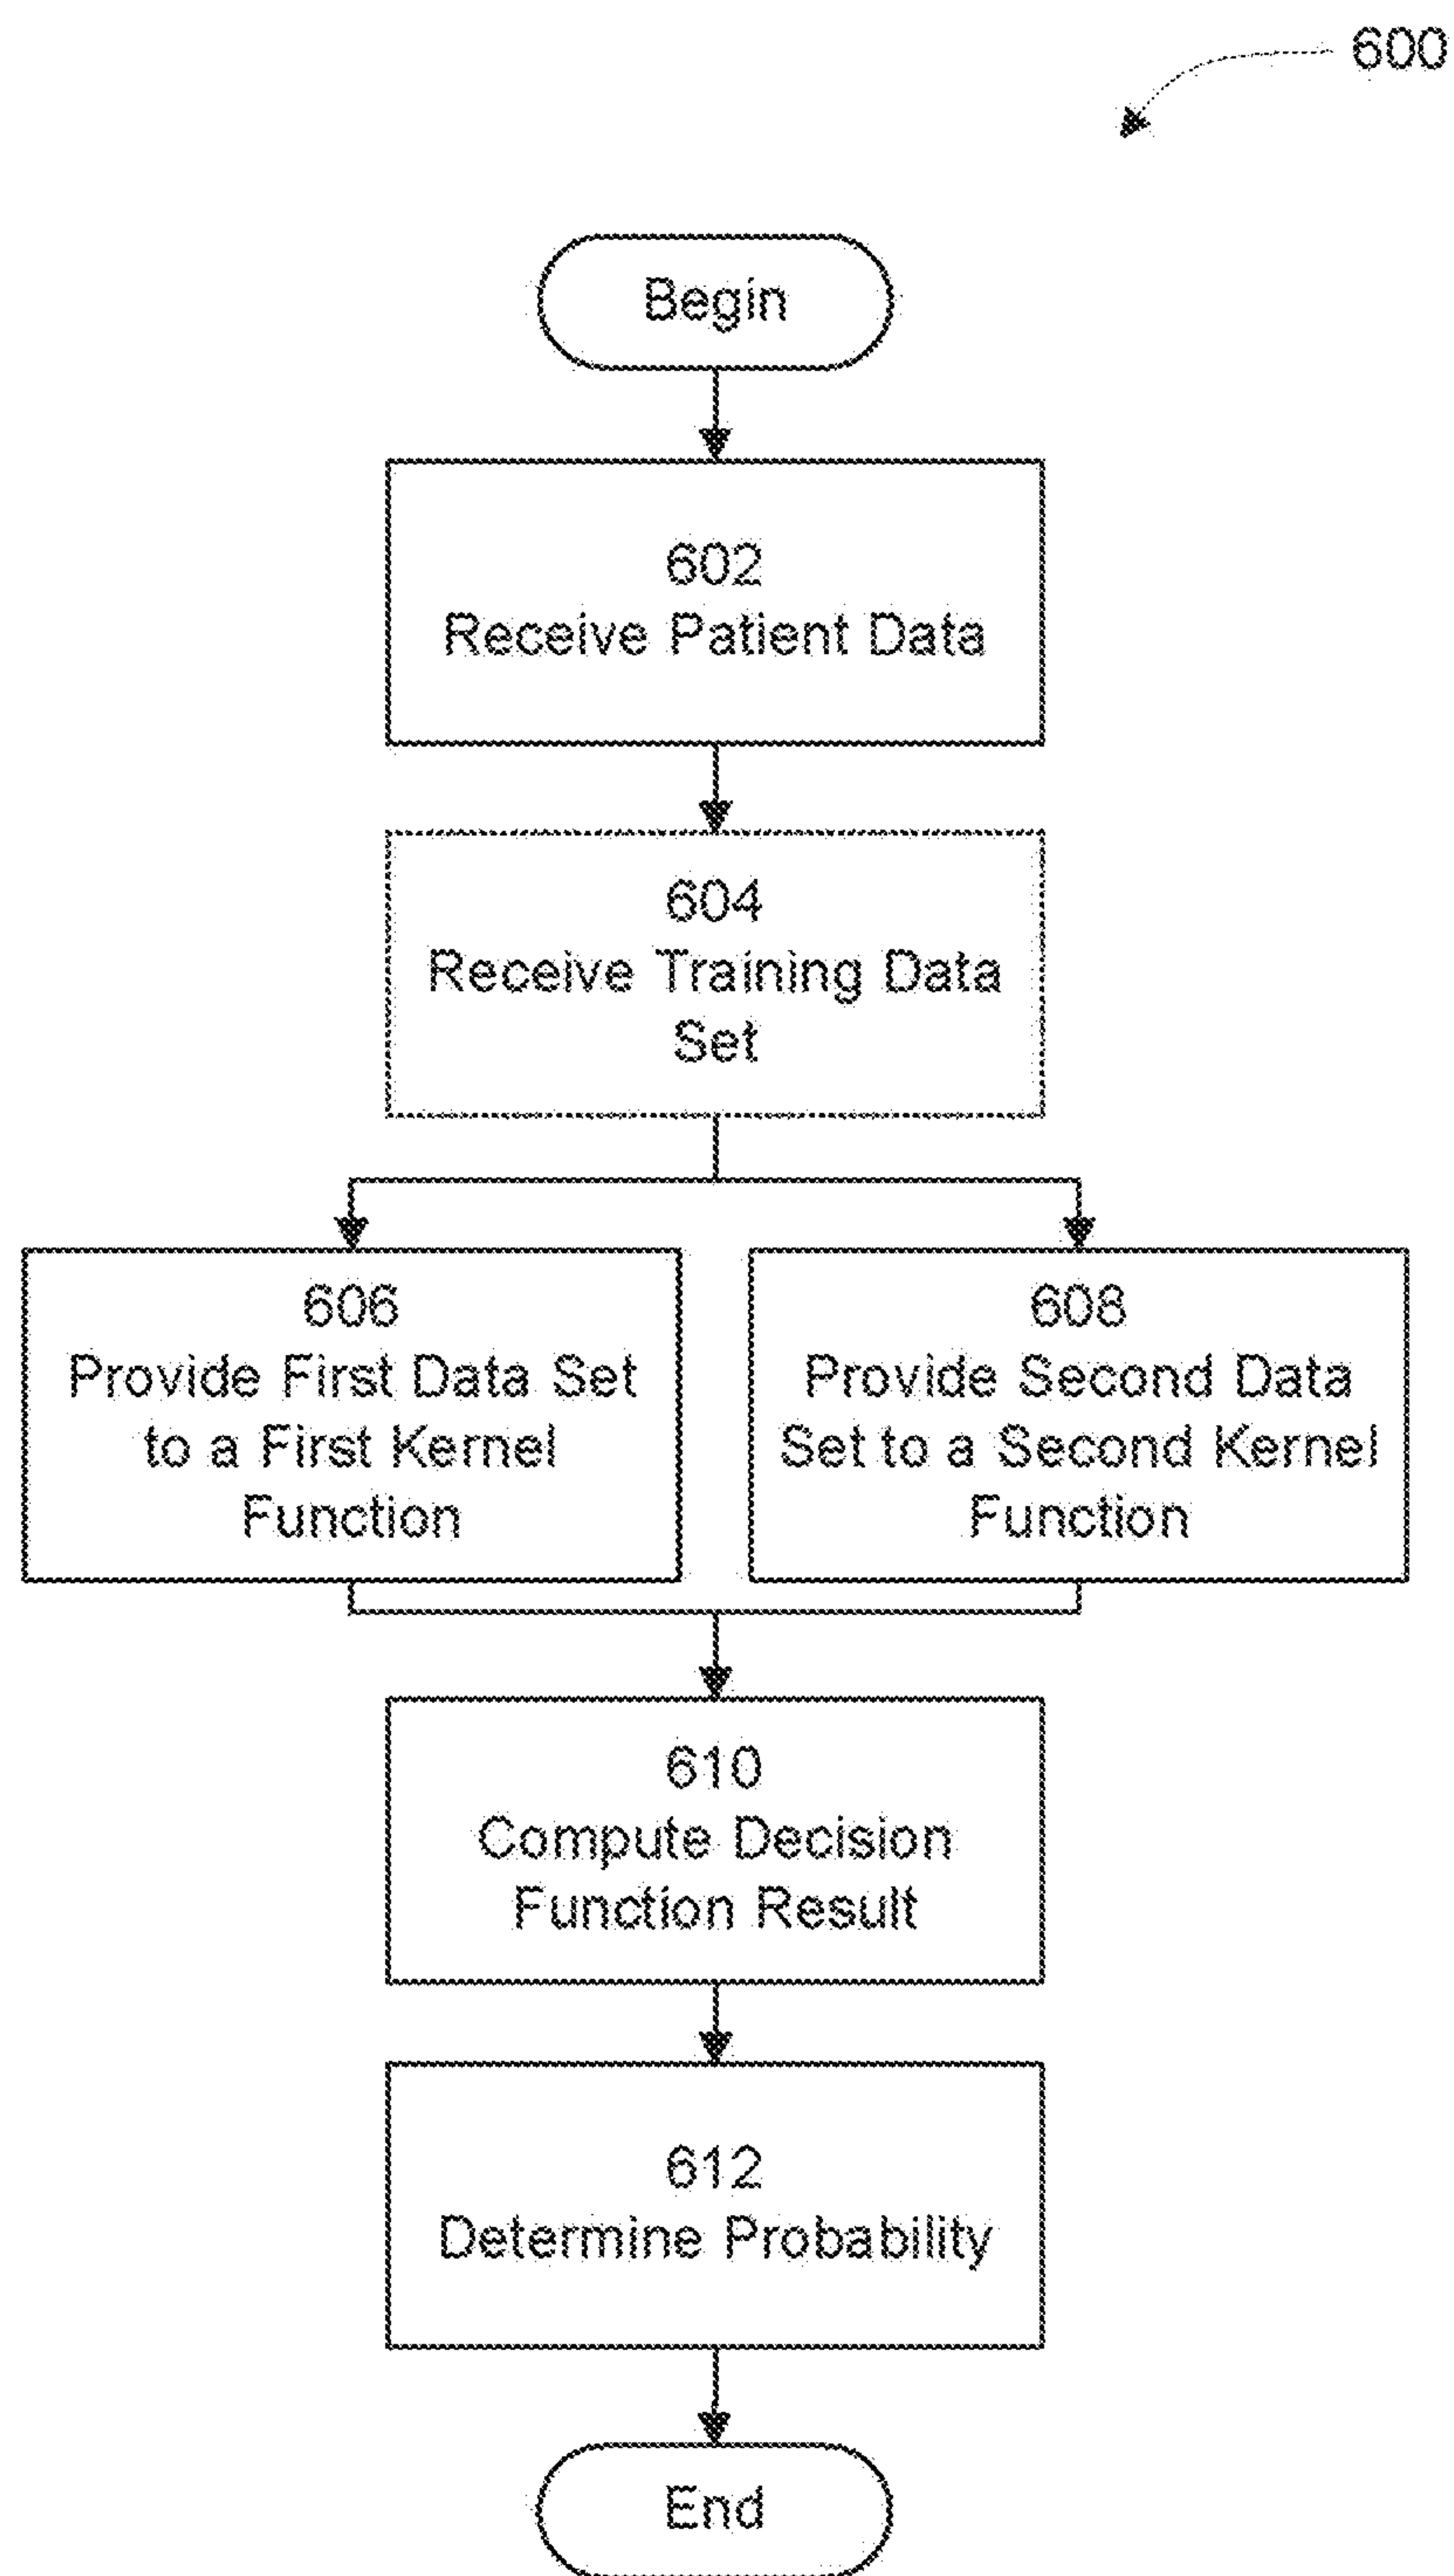 600
Begin
602
Receive Patient Data
604
Receive Training Data
Set
606
Provide First Data Set
to a First Kernel
Function
608
Provide Second Data
Set to a Second Kernel
Function
610
Compute Decision
Function Result
612
Determine Probability
End